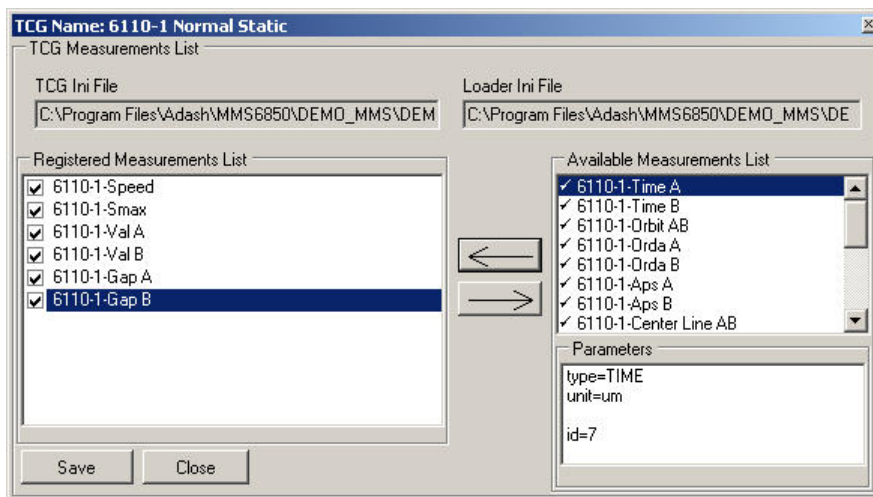 TCG Name: 6110-1 Normal Static
TCG Measurements List
TCG Ini File
Loader Ini File
C:\Program Files\Adash\MMS6850\DEMO_MMS\DEM
C:\Program Files\Adash\MMS6850\DEMO_MMS\DE
Registered Measurements List
6110-1-Speed
6110-1-Smax
6110-1-Val A
6110-1-Val B
6110-1-Gap A
6110-1-Gap B
Available Measurements List
6110-1-Time A
6110-1-Time B
6110-1-Orbit AB
6110-1-Orda A
6110-1-Orda B
6110-1-Aps A
6110-1-Aps B
6110-1-Center Line AB
Parameters
type=TIME
unit=um
id=7
Save
Close